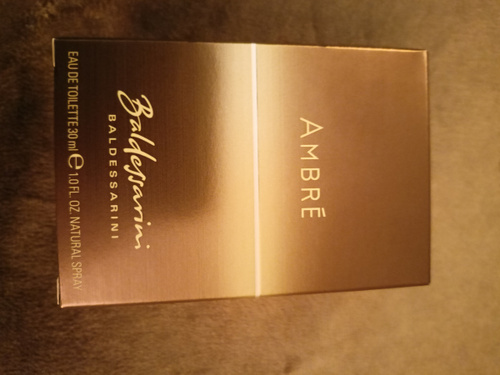 AMBRÉ
Baldessarini
BALDESSARINI
EAU DE TOILETTE 30 ml ℮ 1.0 FL. OZ. NATURAL SPRAY